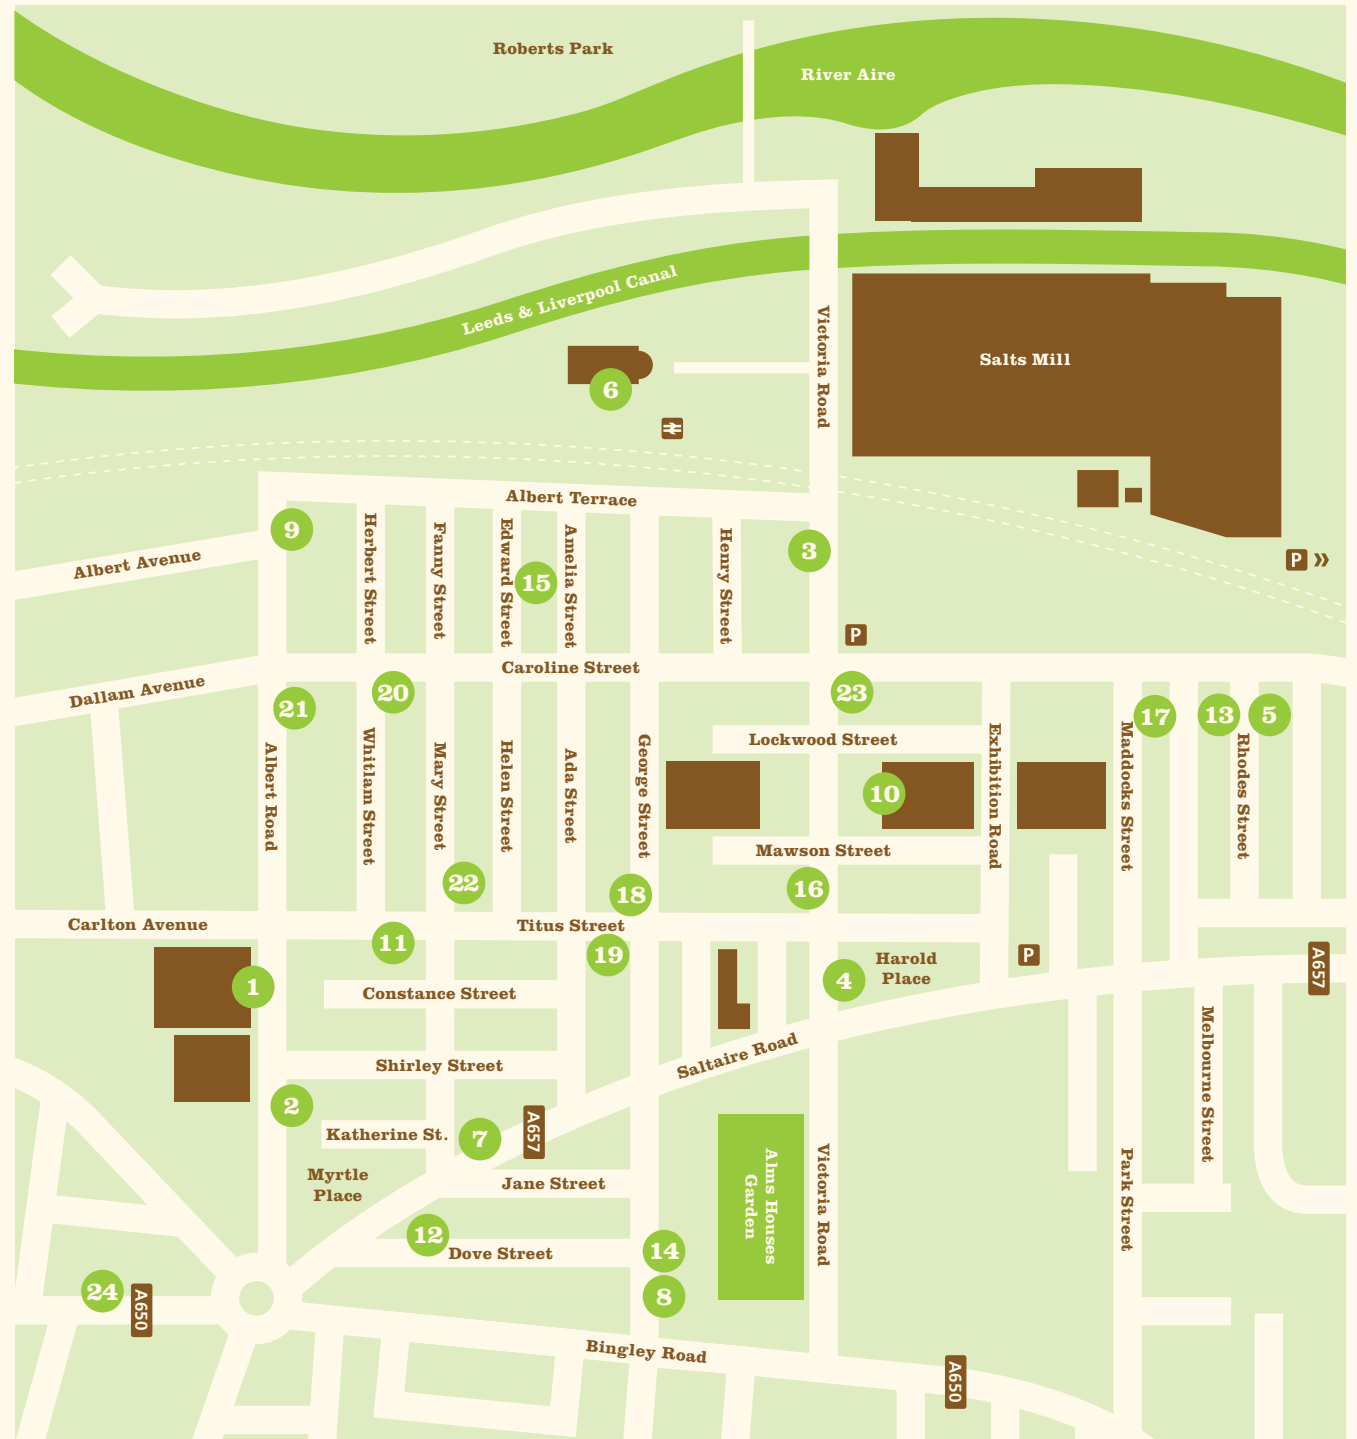 Roberts Park
River Aire
Leeds & Liverpool Canal
Victoria Road
Salts Mill
6
Albert Terrace
9
3
Albert Avenue
Herbert Street
Fanny Street
Edward Street
15
Amelia Street
Henry Street
P »
P
Caroline Street
Dallam Avenue
21
20
23
17
13
5
Lockwood Street
Albert Road
Whitlam Street
Mary Street
Helen Street
Ada Street
George Street
Exhibition Road
Maddocks Street
Rhodes Street
10
Mawson Street
22
18
16
Carlton Avenue
Titus Street
11
19
Harold
Place
P
A657
1
4
Constance Street
Saltaire Road
Shirley Street
Melbourne Street
2
Katherine St.
7
A657
Myrtle
Place
Jane Street
Alms Houses
Garden
Victoria Road
Park Street
12
Dove Street
14
24
A650
8
Bingley Road
A650